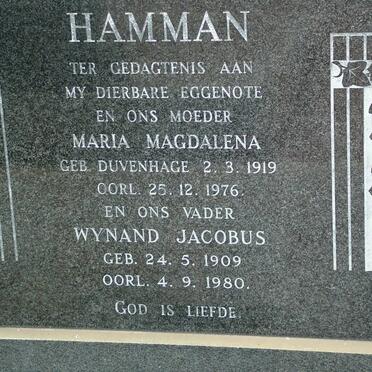 HAMMAN
TER GEDAGTENIS AAN
MY DIERBARE EGGENOTE
EN ONS MOEDER
MARIA MAGDALENA
GEB. DUVENHAGE 2. 3. 1919
OORL. 25. 12. 1976.
EN ONS VADER
WYNAND JACOBUS
GEB. 24. 5. 1909
OORL. 4. 9. 1980.
GOD IS LIEFDE.